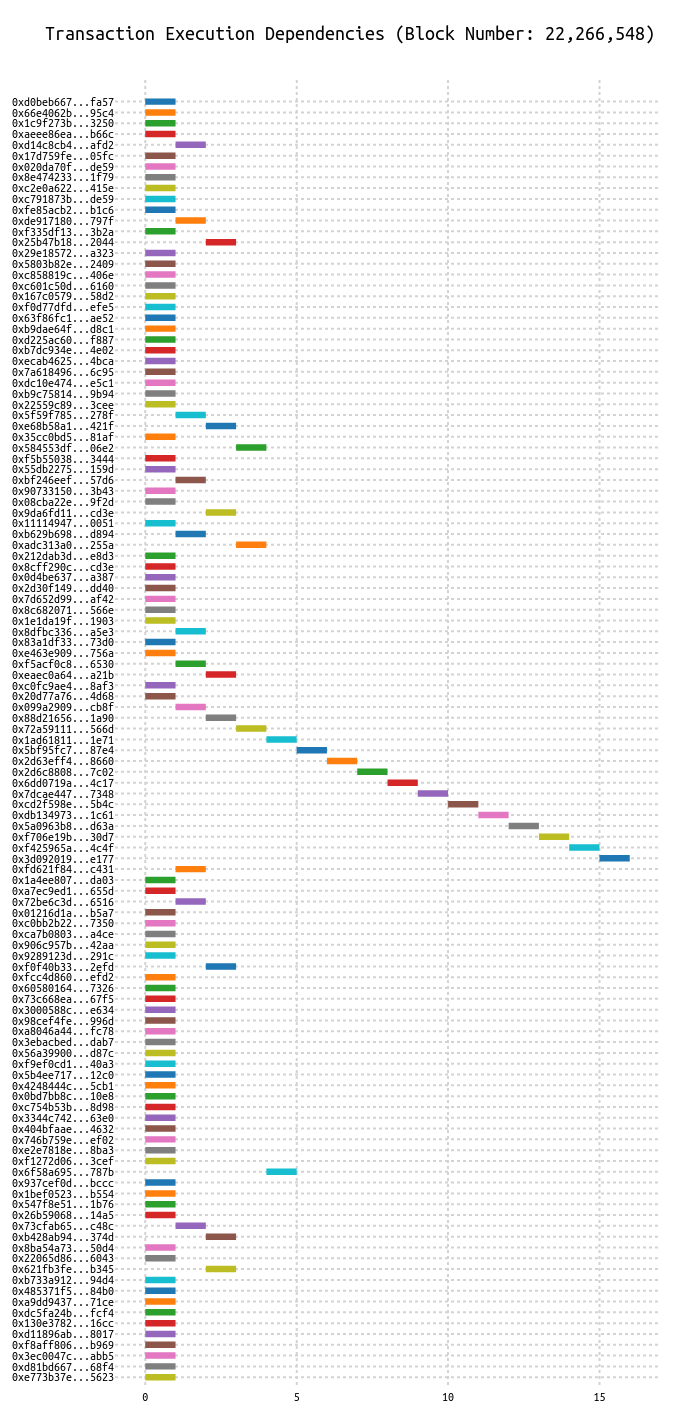 Transaction Execution Dependencies (Block Number: 22,266,548)
0xd0beb667...fa57
0x66e4062b...95c4
0x1c9f273b...3250
0xaeee86ea...b66c
0xd14c8cb4...afd2
0x17d759fe...05fc
0x020da70f...de59
0x8e474233...1f79
0xc2e0a622...415e
0xc791873b...de59
0xfe85acb2...b1c6
0xde917180...797f
0xf335df13...3b2a
0x25b47b18...2044
0x29e18572...a323
0x5803b82e...2409
0xc858819c...406e
0xc601c50d...6160
0x167c0579...58d2
0xf0d77dfd...efe5
0x63f86fc1...ae52
0xb9dae64f...d8c1
0xd225ac60...f887
0xb7dc934e...4e02
0xecab4625...4bca
0x7a618496...6c95
0xdc10e474...e5c1
0xb9c75814...9b94
0x22559c89...3cee
0x5f59f785...278f
0xe68b58a1...421f
0x35cc0bd5...81af
0x584553df...06e2
0xf5b55038...3444
0x55db2275...159d
0xbf246eef...57d6
0x90733150...3b43
0x08cba22e...9f2d
0x9da6fd11...cd3e
0x11114947...0051
0xb629b698...d894
0xadc313a0...255a
0x212dab3d...e8d3
0x8cff290c...cd3e
0x0d4be637...a387
0x2d30f149...dd40
0x7d652d99...af42
0x8c682071...566e
0x1e1da19f...1903
0x8dfbc336...a5e3
0x83a1df33...73d0
0xe463e909...756a
0xf5acf0c8...6530
0xeaec0a64...a21b
0xc0fc9ae4...8af3
0x20d77a76...4d68
0x099a2909...cb8f
0x88d21656...1a90
0x72a59111...566d
0x1ad61811...1e71
0x5bf95fc7...87e4
0x2d63eff4...8660
0x2d6c8808...7c02
0x6dd0719a...4c17
0x7dcae447...7348
0xcd2f598e...5b4c
0xdb134973...1c61
0x5a0963b8...d63a
0xf706e19b...30d7
0xf425965a...4c4f
0x3d092019...e177
0xfd621f84...c431
0x1a4ee807...da03
0xa7ec9ed1...655d
0x72be6c3d...6516
0x01216d1a...b5a7
0xc0bb2b22...7350
0xca7b0803...a4ce
0x906c957b...42aa
0x9289123d...291c
0xf0f40b33...2efd
0xfcc4d860...efd2
0x60580164...7326
0x73c668ea...67f5
0x3000588c...e634
0x98cef4fe...996d
0xa8046a44...fc78
0x3ebacbed...dab7
0x56a39900...d87c
0xf9ef0cd1...40a3
0x5b4ee717...12c0
0x4248444c...5cb1
0x0bd7bb8c...10e8
0xc754b53b...8d98
0x3344c742...63e0
0x404bfaae...4632
0x746b759e...ef02
0xe2e7818e...8ba3
0xf1272d06...3cef
0x6f58a695...787b
0x937cef0d...bccc
0x1bef0523...b554
0x547f8e51...1b76
0x26b59068...14a5
0x73cfab65...c48c
0xb428ab94...374d
0x8ba54a73...50d4
0x22065d86...6043
0x621fb3fe...b345
0xb733a912...94d4
0x485371f5...84b0
0xa9dd9437...71ce
0xdc5fa24b...fcf4
0x130e3782...16cc
0xd11896ab...8017
0xf8aff806...b969
0x3ec0047c...abb5
0xd81bd667...68f4
0xe773b37e...5623
0 5 10 15